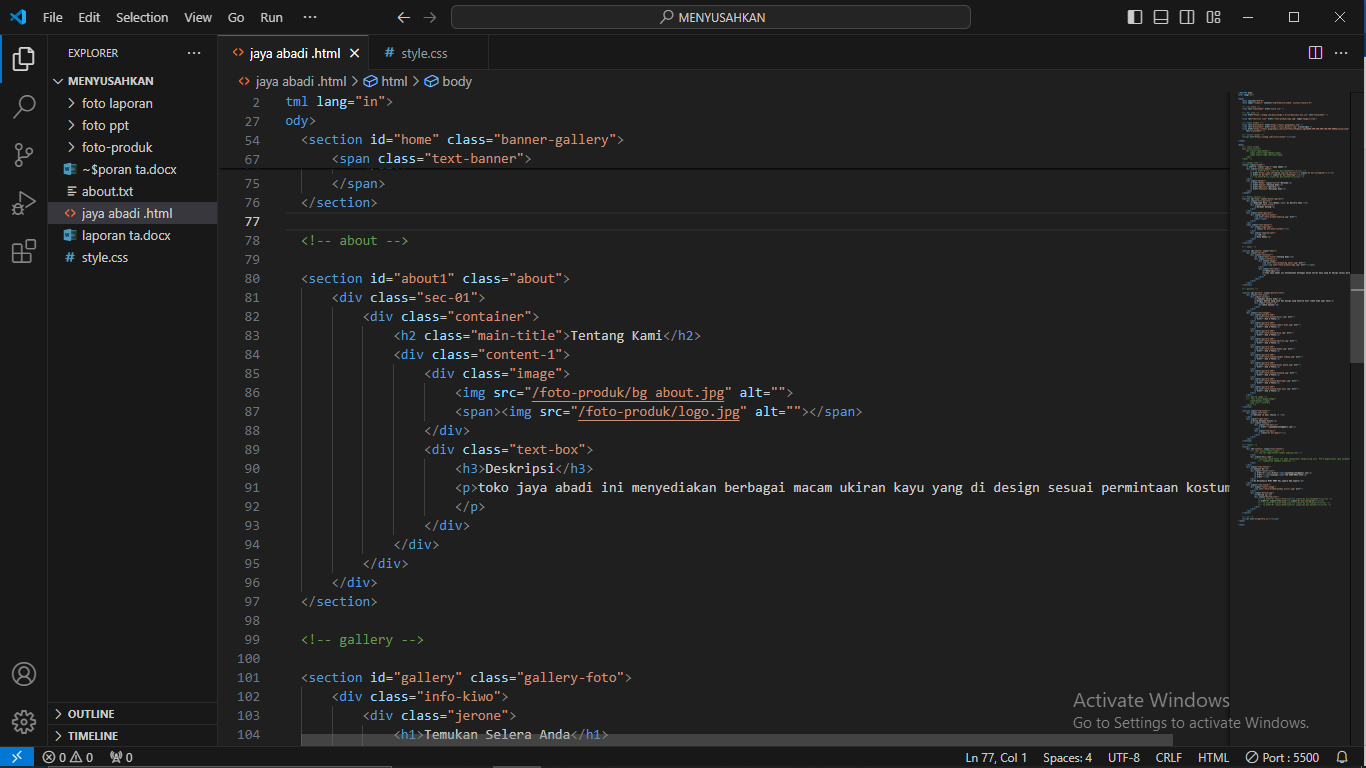 File Edit Selection View Go Run ··· MENYUSAHKAN
EXPLORER ···
MENYUSAHKAN
foto laporan
foto ppt
foto-produk
~$poran ta.docx
about.txt
jaya abadi .html
laporan ta.docx
# style.css
OUTLINE
TIMELINE
jaya abadi .html # style.css ···
jaya abadi .html > html > body
2 tml lang="in">
27 ody>
54 <section id="home" class="banner-gallery">
67 <span class="text-banner">
75 </span>
76 </section>
77
78 <!-- about -->
79
80 <section id="about1" class="about">
81 <div class="sec-01">
82 <div class="container">
83 <h2 class="main-title">Tentang Kami</h2>
84 <div class="content-1">
85 <div class="image">
86 <img src="/foto-produk/bg about.jpg" alt="">
87 <span><img src="/foto-produk/logo.jpg" alt=""></span>
88 </div>
89 <div class="text-box">
90 <h3>Deskripsi</h3>
91 <p>toko jaya abadi ini menyediakan berbagai macam ukiran kayu yang di design sesuai permintaan kostum
92 </p>
93 </div>
94 </div>
95 </div>
96 </div>
97 </section>
98
99 <!-- gallery -->
100
101 <section id="gallery" class="gallery-foto">
102 <div class="info-kiwo">
103 <div class="jerone">
104 <h1>Temukan Selera Anda</h1>
Activate Windows
Go to Settings to activate Windows.
0 0 0 Ln 77, Col 1 Spaces: 4 UTF-8 CRLF HTML Port : 5500